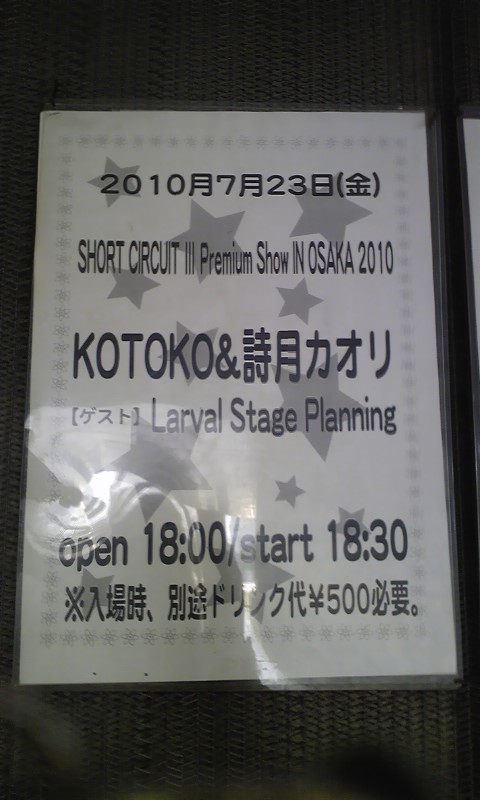 2010月7月23日(金)
SHORT CIRCUIT III Premium Show IN OSAKA 2010
KOTOKO&詩月カオリ
［ゲスト］Larval Stage Planning
open 18:00/start 18:30
※入場時、別途ドリンク代¥500必要。